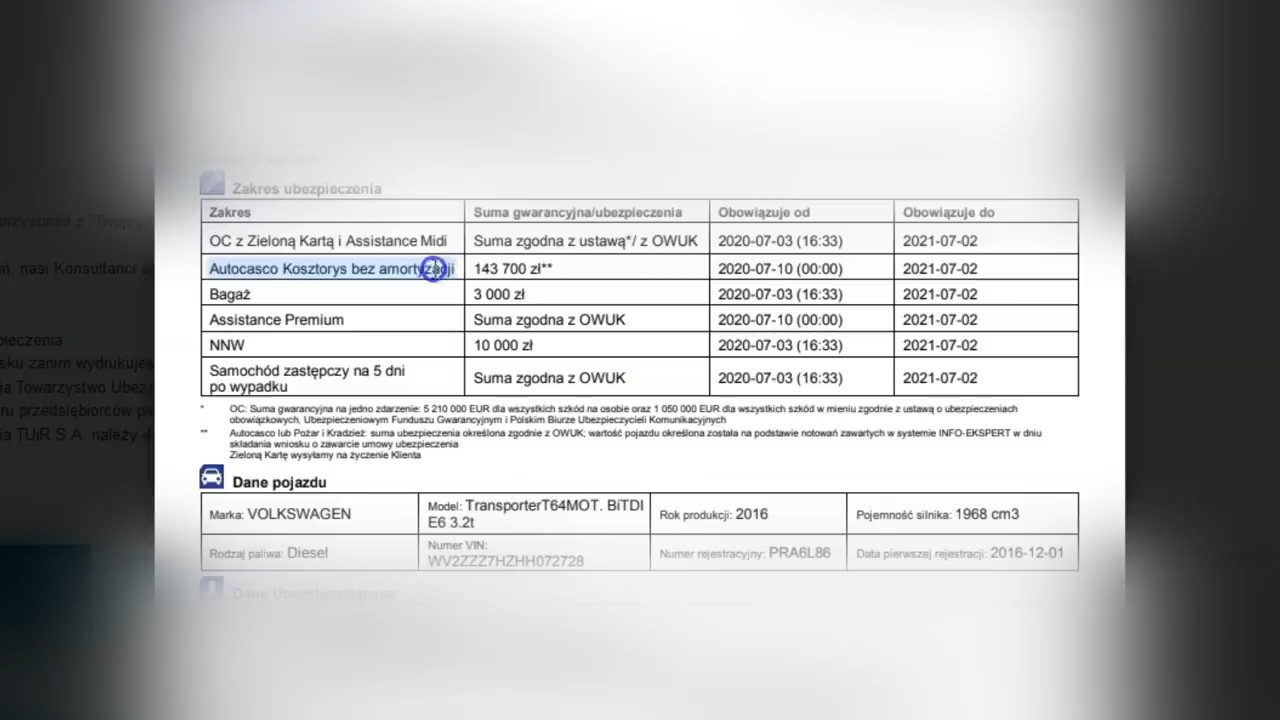 Zakres ubezpieczenia
Zakres Suma gwarancyjna/ubezpieczenia Obowiązuje od Obowiązuje do
OC z Zieloną Kartą i Assistance Midi Suma zgodna z ustawą*/ z OWUK 2020-07-03 (16:33) 2021-07-02
Autocasco Kosztorys bez amortyzacji 143 700 zł** 2020-07-10 (00:00) 2021-07-02
Bagaż 3 000 zł 2020-07-03 (16:33) 2021-07-02
Assistance Premium Suma zgodna z OWUK 2020-07-10 (00:00) 2021-07-02
NNW 10 000 zł 2020-07-03 (16:33) 2021-07-02
Samochód zastępczy na 5 dni
po wypadku Suma zgodna z OWUK 2020-07-03 (16:33) 2021-07-02
* OC: Suma gwarancyjna na jedno zdarzenie: 5 210 000 EUR dla wszystkich szkód na osobie oraz 1 050 000 EUR dla wszystkich szkód w mieniu zgodnie z ustawą o ubezpieczeniach
obowiązkowych, Ubezpieczeniowym Funduszu Gwarancyjnym i Polskim Biurze Ubezpieczycieli Komunikacyjnych
** Autocasco lub Pożar i Kradzież: suma ubezpieczenia określona zgodnie z OWUK; wartość pojazdu określona została na podstawie notowań zawartych w systemie INFO-EKSPERT w dniu
składania wniosku o zawarcie umowy ubezpieczenia
Zieloną Kartę wysyłamy na życzenie Klienta
Dane pojazdu
Marka: VOLKSWAGEN Model: TransporterT64MOT. BiTDI
E6 3.2t Rok produkcji: 2016 Pojemność silnika: 1968 cm3
Rodzaj paliwa: Diesel Numer VIN:
WV2ZZZ7HZHH072728 Numer rejestracyjny: PRA6L86 Data pierwszej rejestracji: 2016-12-01
nasi Konsultanci
sku zanim wydrukuje
Towarzystwo
ru przedsiębiorców
TUiR S.A. należy